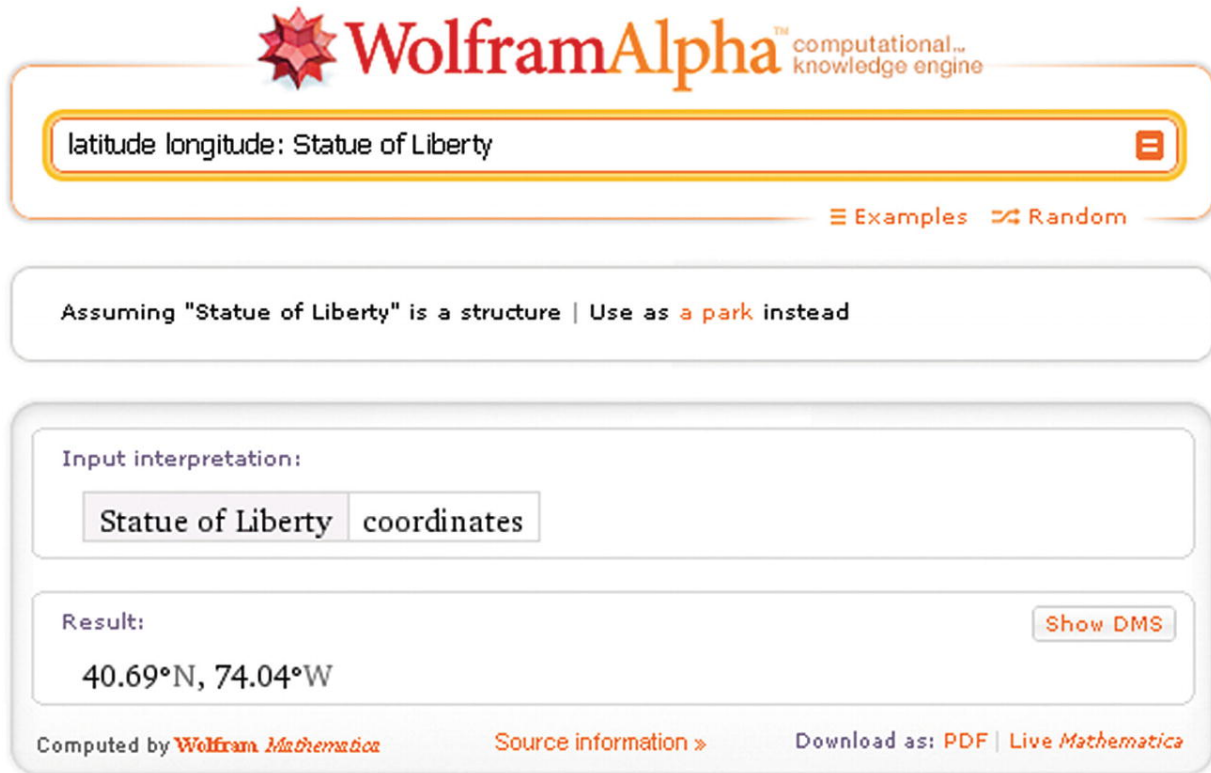 WolframAlpha™ computational... knowledge engine
latitude longitude: Statue of Liberty
Examples Random
Assuming "Statue of Liberty" is a structure | Use as a park instead
Input interpretation:
Statue of Liberty coordinates
Result: Show DMS
40.69°N, 74.04°W
Computed by Wolfram Mathematica Source information » Download as: PDF | Live Mathematica